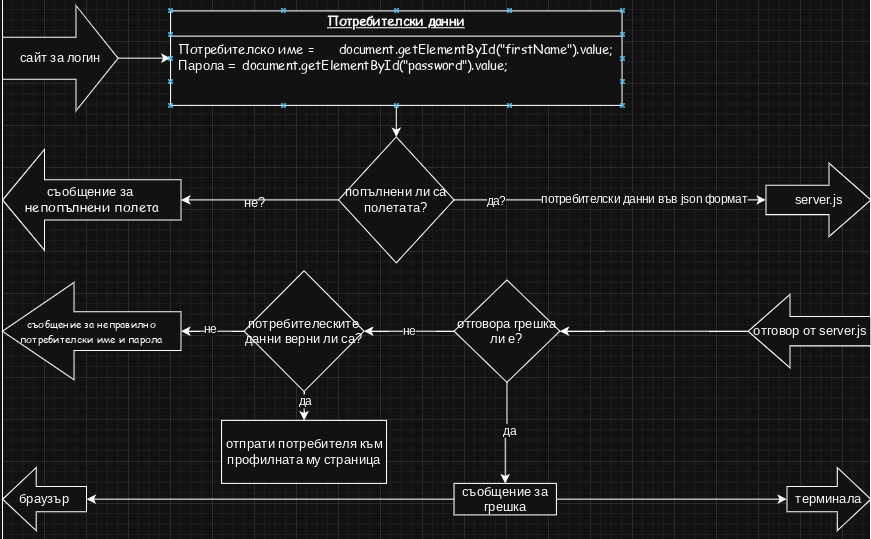 Потребителски данни
сайт за логин
Потребителско име = document.getElementById("firstName").value;
Парола = document.getElementById("password").value;
съобщение за
непопълнени полета
не?
попълнени ли са
полетата?
да?
потребителски данни във json формат
server.js
съобщение за неправилно
потребителски име и парола
не
потребителеските
данни верни ли са?
не
отговора грешка
ли е?
отговор от server.js
да
отпрати потребителя към
профилната му страница
да
браузър
съобщение за
грешка
терминала